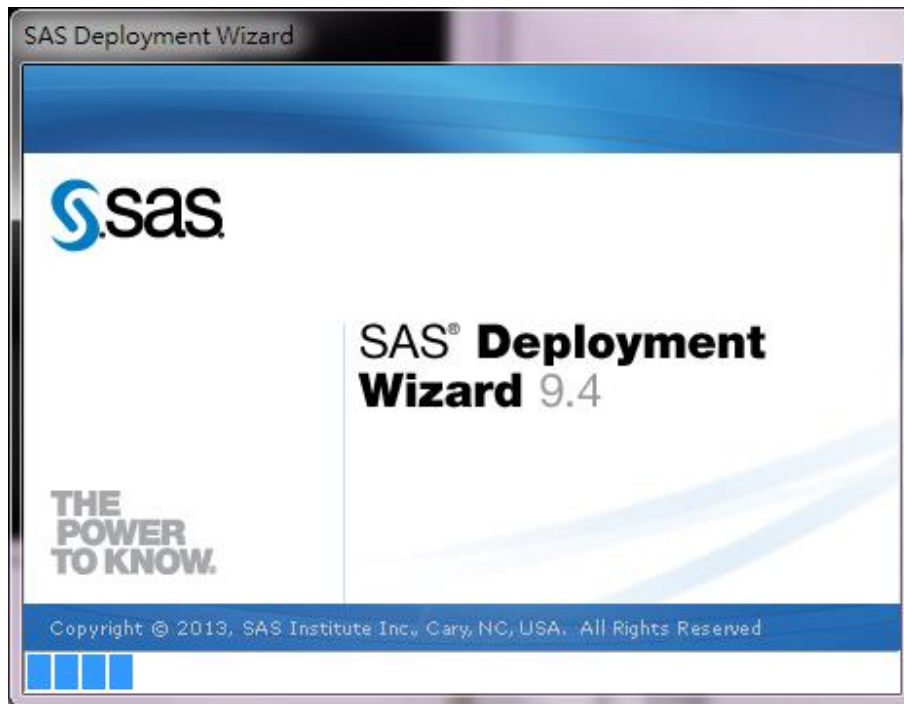 SAS Deployment Wizard
sas
SAS® Deployment
Wizard 9.4
THE
POWER
TO KNOW.
Copyright © 2013, SAS Institute Inc., Cary, NC, USA. All Rights Reserved